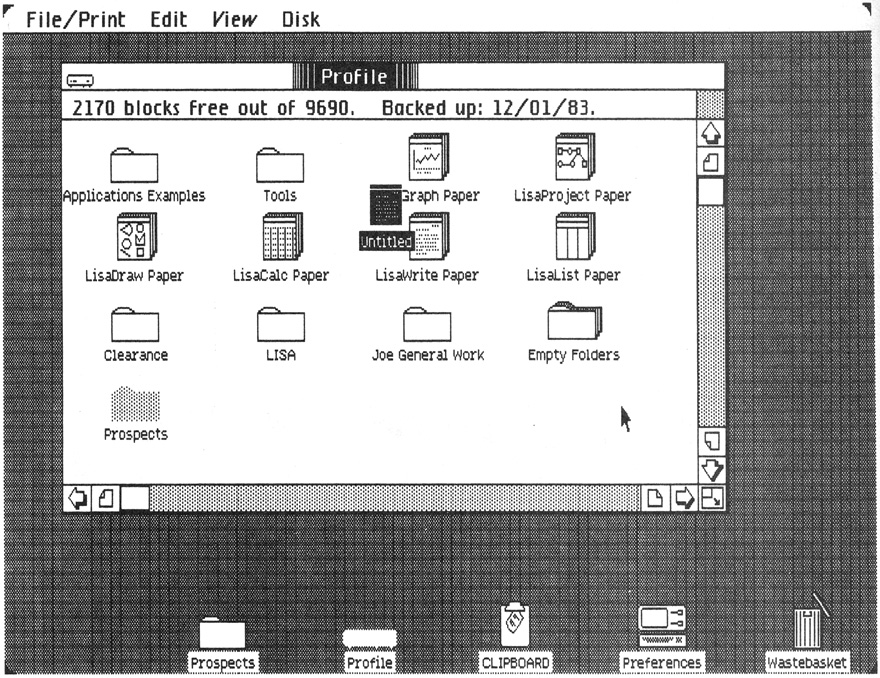 File/Print Edit View Disk
Profile
2170 blocks free out of 9690. Backed up: 12/01/83.
Applications Examples Tools Graph Paper LisaProject Paper
Untitled
LisaDraw Paper LisaCalc Paper LisaWrite Paper LisaList Paper
Clearance LISA Joe General Work Empty Folders
Prospects
Prospects Profile CLIPBOARD Preferences Wastebasket